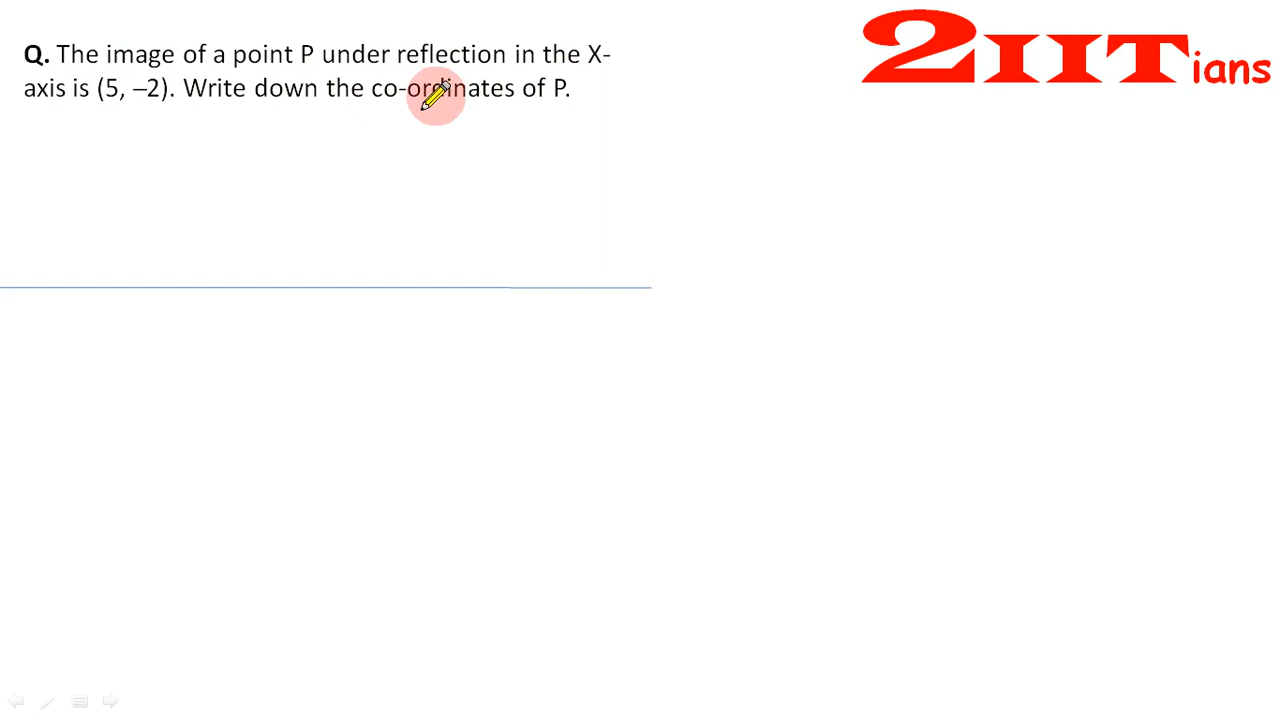 Q. The image of a point P under reflection in the X-
axis is (5, –2). Write down the co-ordinates of P.
2IITians